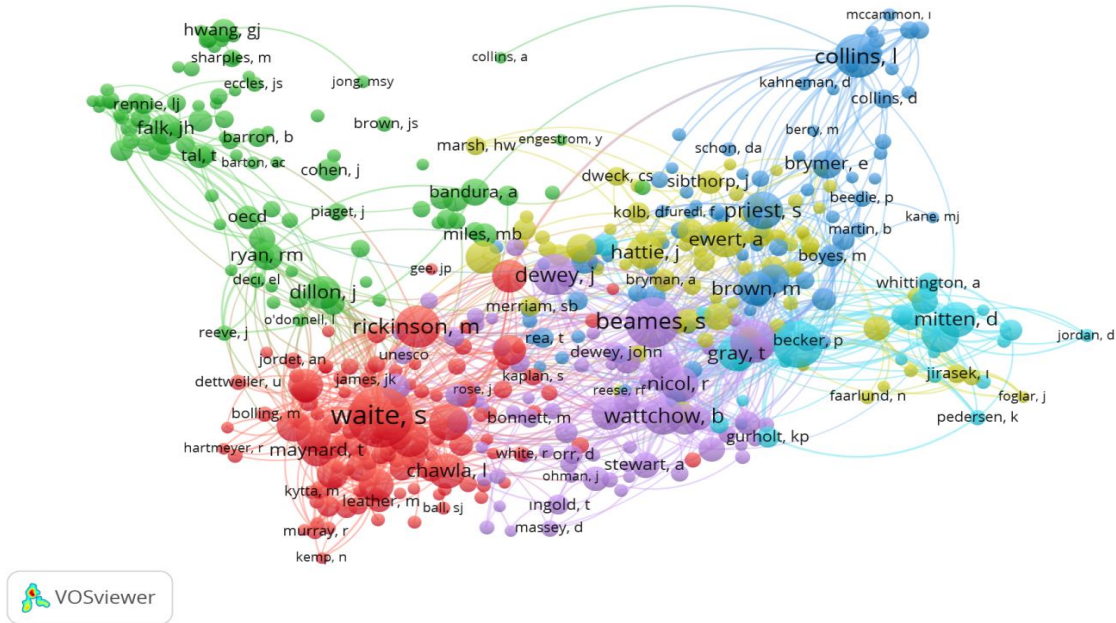 mccammon, ı
hwang, gj
collins, l
sharples, m
collins, a
kahneman, d
eccles, js
jong, msy
collins, d
rennie, lj
brown, js
falk, jh
barron, b
marsh, hw
engestrom, y
berry, m
schon, da
tal, t
barton, ac
cohen, j
dweck, cs
sibthorp, j
brymer, e
bandura, a
beedie, p
oecd
piaget, j
kolb, d
furedi, f
priest, s
kane, mj
miles, mb
martin, b
ryan, rm
gee, jp
hattie, j
ewert, a
boyes, m
deci, el
dewey, j
bryman, a
brown, m
whittington, a
dillon, j
merriam, sb
o'donnell, l
rickinson, m
beames, s
mitten, d
reeve, j
rea, t
becker, p
jordan, d
jordet, an
unesco
dewey, john
gray, t
dettweiler, u
james, jk
kaplan, s
nicol, r
jirasek, ı
rose, j
reese, rf
faarlund, n
foglar, j
bolling, m
waite, s
bonnett, m
wattchow, b
pedersen, k
hartmeyer, r
maynard, t
white, r
orr, d
gurholt, kp
chawla, l
stewart, a
kytta, m
leather, m
ohman, j
ball, sj
ıngold, t
murray, r
massey, d
kemp, n
VOSviewer